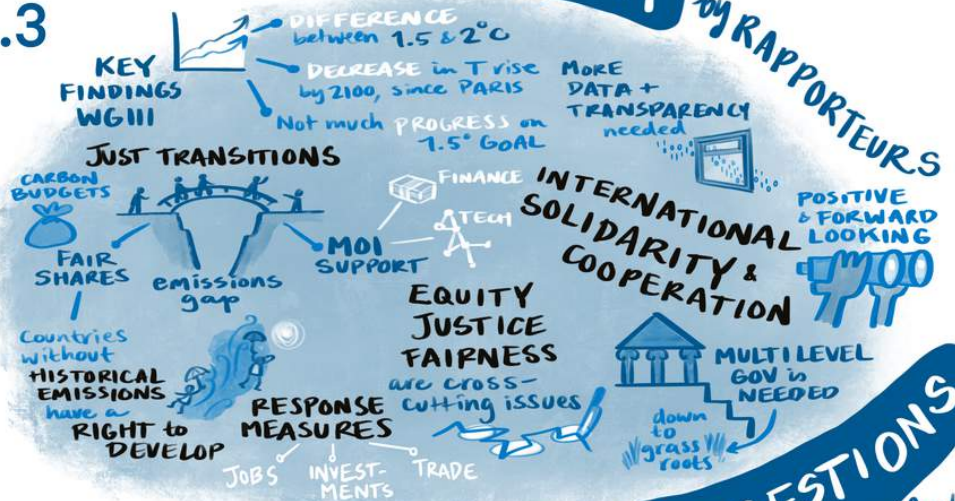 .3
by RAPPORTEURS
KEY
FINDINGS
WGIII
DIFFERENCE
between 1.5 & 2°C
DECREASE in T rise
by 2100, since PARIS
Not much PROGRESS on
1.5° GOAL
MORE
DATA +
TRANSPARENCY
needed
JUST TRANSITIONS
CARBON
BUDGETS
FAIR
SHARES
emissions
gap
MOI
SUPPORT
FINANCE
TECH
INTERNATIONAL
SOLIDARITY &
COOPERATION
POSITIVE
& FORWARD
LOOKING
Countries
without
HISTORICAL
EMISSIONS
have a
RIGHT to
DEVELOP
RESPONSE
MEASURES
JOBS
INVEST-
MENTS
TRADE
EQUITY
JUSTICE
FAIRNESS
are cross-
cutting issues
MULTILEVEL
GOV is
NEEDED
down
to
grass
roots
ESTIONS